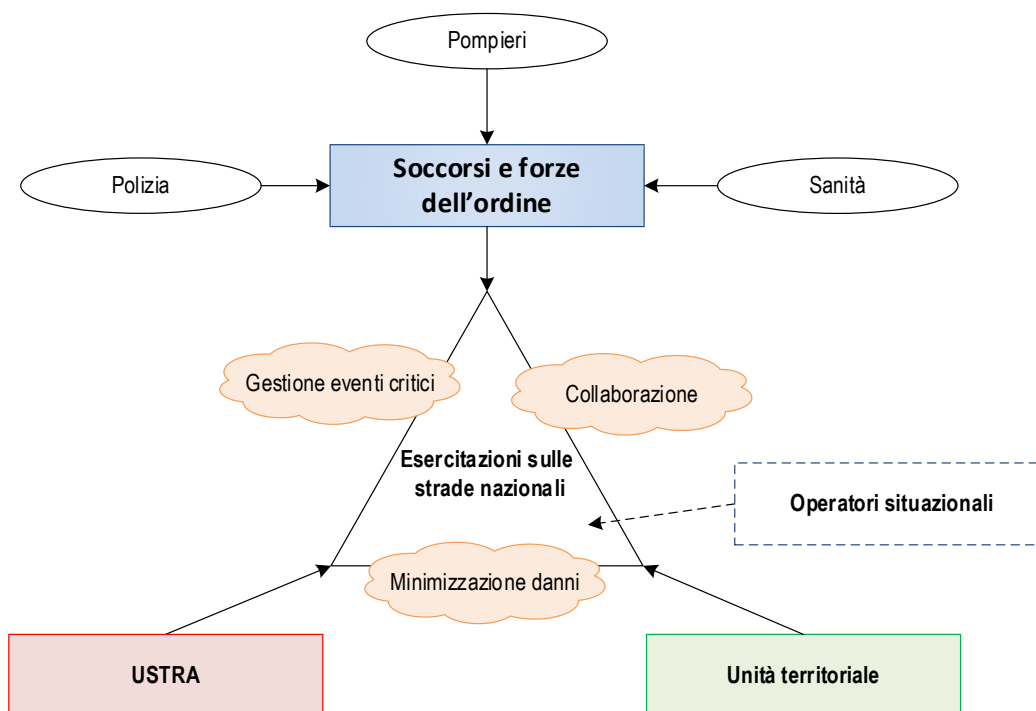 Pompieri
Polizia
Soccorsi e forze
dell’ordine
Sanità
Gestione eventi critici
Collaborazione
Esercitazioni sulle
strade nazionali
Operatori situazionali
Minimizzazione danni
USTRA
Unità territoriale